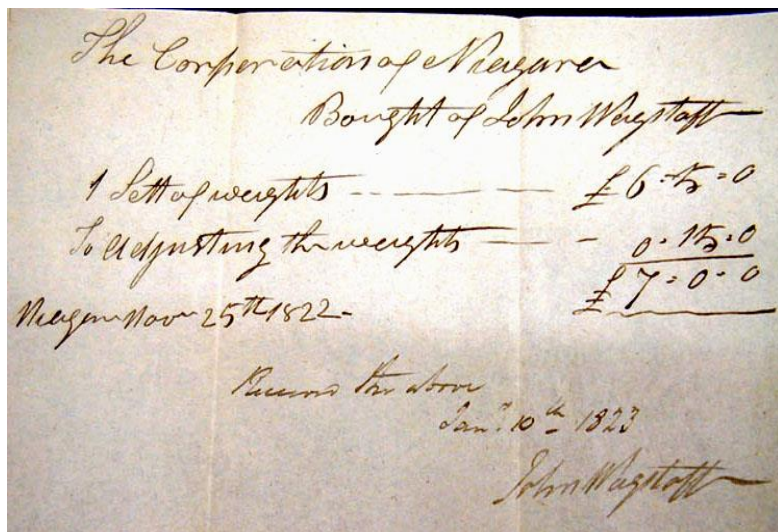 The Corporation of Niagara
Bought of John Wagstaff
1 Sett of weights — — — £ 6=5=0
To adjusting the weights — — 0=15=0
£ 7=0=0
Niagara Novr 25th 1822-
Received the above
Jany 10th 1823
John Wagstaff